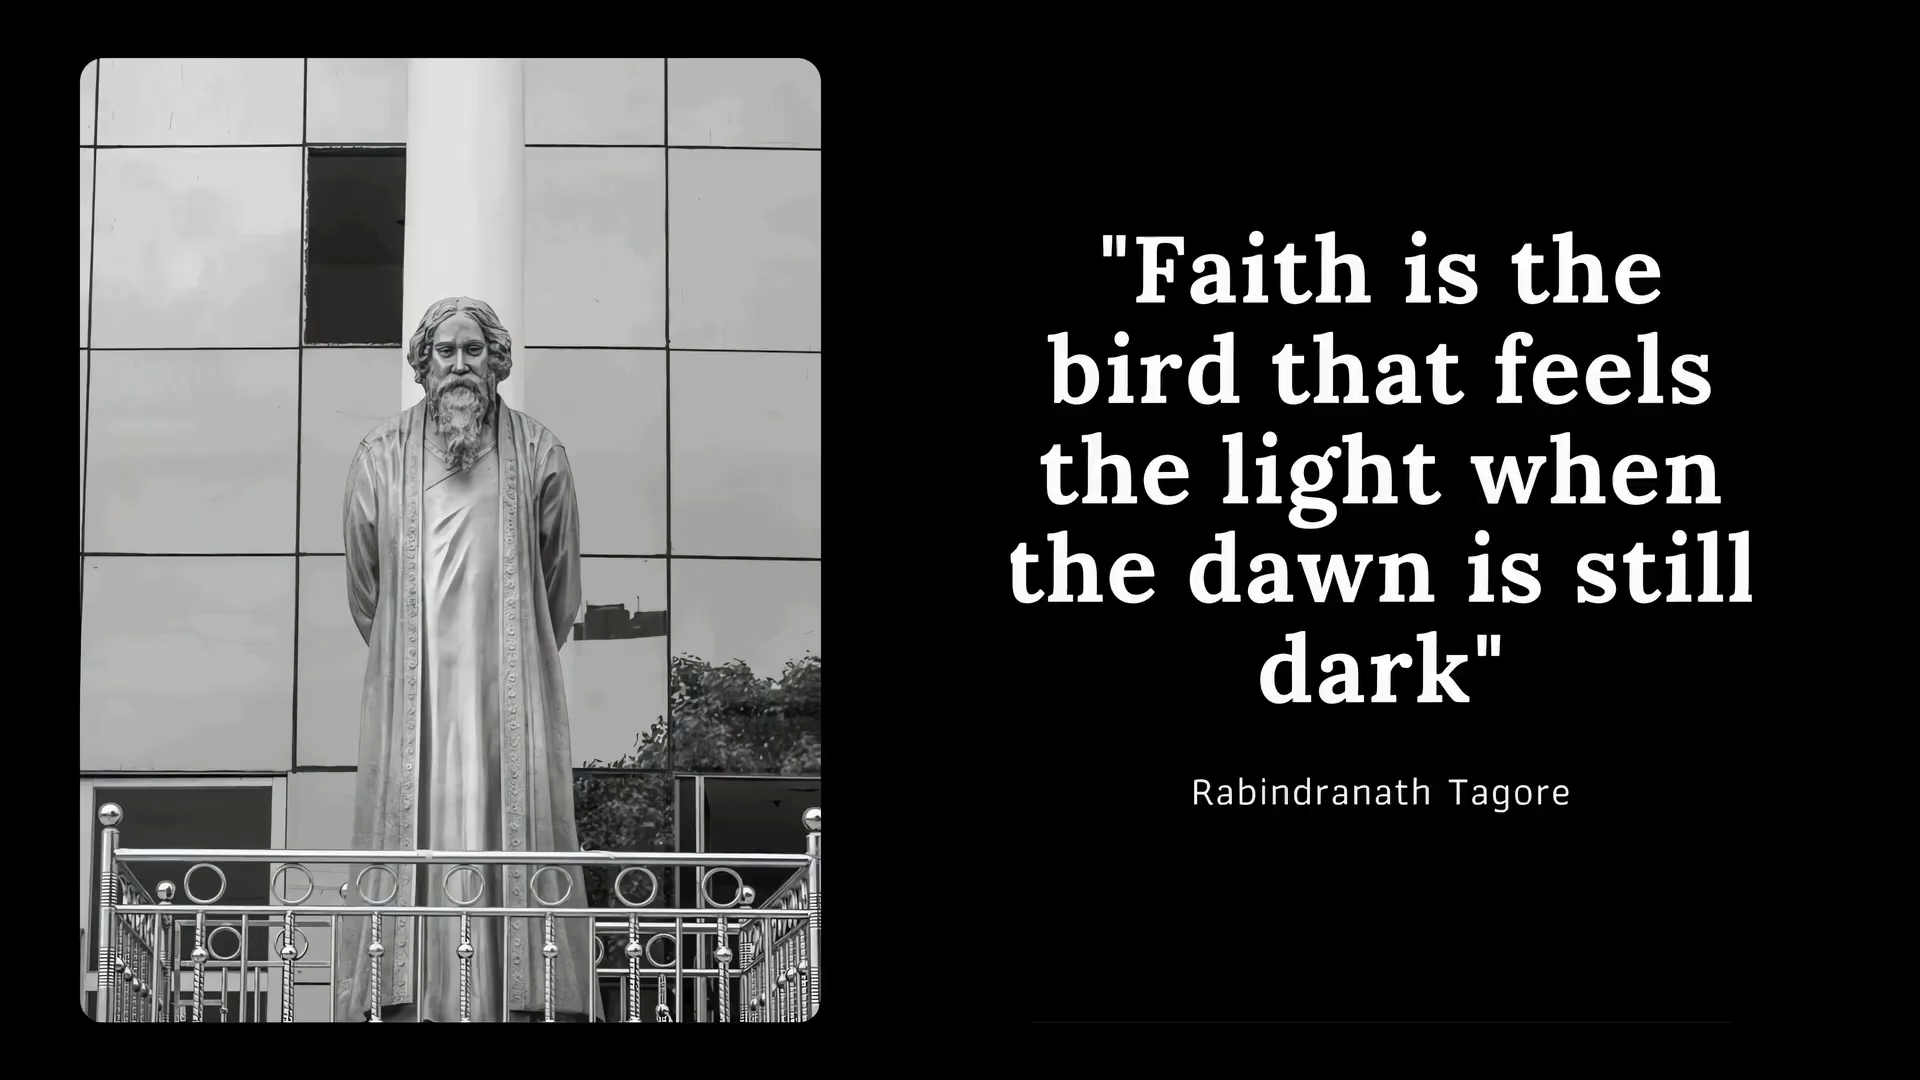 "Faith is the
bird that feels
the light when
the dawn is still
dark"
Rabindranath Tagore